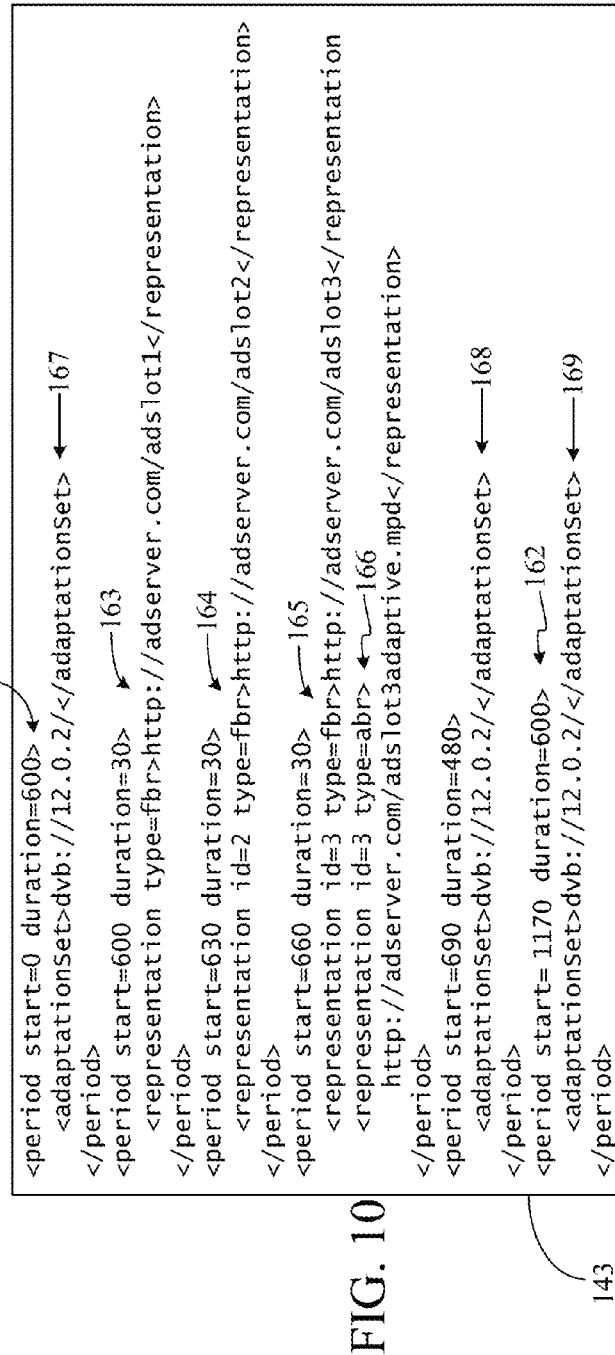 <period start=0 duration=600>
<adaptationSet>dvb://12.0.2/</adaptationSet> 167
</period>
<period start=600 duration=30> 163
<representation type=fbr>http://adserver.com/adslot1</representation>
</period>
<period start=630 duration=30> 164
<representation id=2 type=fbr>http://adserver.com/adslot2</representation>
</period>
<period start=660 duration=30> 165
<representation id=3 type=fbr>http://adserver.com/adslot3</representation
<representation id=3 type=abr> 166
http://adserver.com/adslot3adaptive.mpd</representation>
</period>
<period start=690 duration=480>
<adaptationSet>dvb://12.0.2/</adaptationSet> 168
</period>
<period start= 1170 duration=600> 162
<adaptationSet>dvb://12.0.2/</adaptationSet> 169
</period>
143
FIG. 10